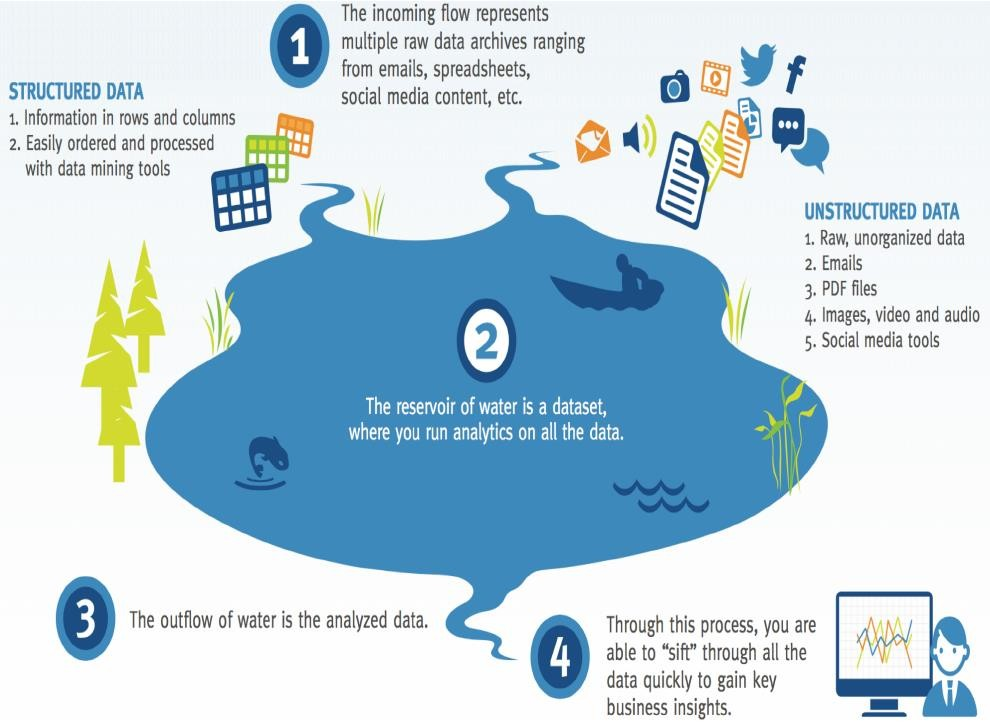 1
The incoming flow represents
multiple raw data archives ranging
from emails, spreadsheets,
social media content, etc.
STRUCTURED DATA
1. Information in rows and columns
2. Easily ordered and processed
with data mining tools
UNSTRUCTURED DATA
1. Raw, unorganized data
2. Emails
3. PDF files
4. Images, video and audio
5. Social media tools
2
The reservoir of water is a dataset,
where you run analytics on all the data.
3
The outflow of water is the analyzed data.
4
Through this process, you are
able to “sift” through all the
data quickly to gain key
business insights.